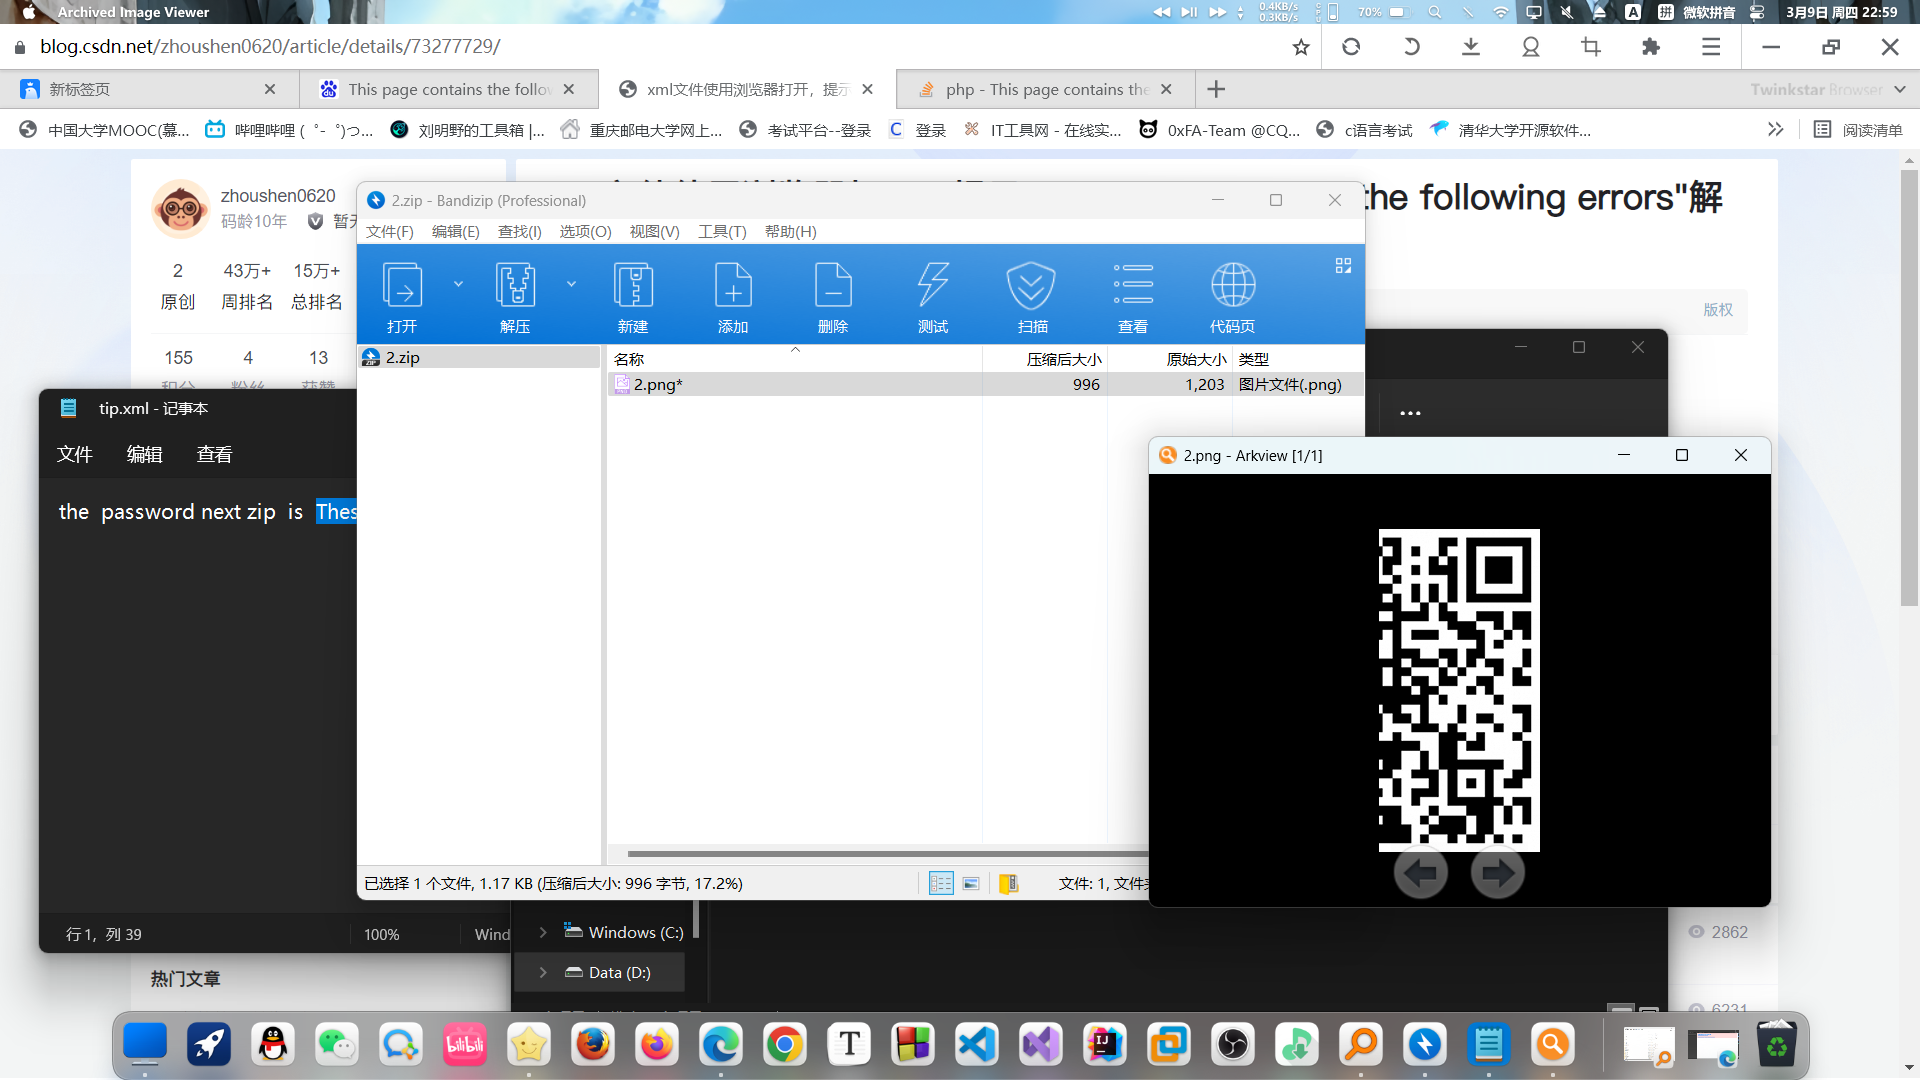 Archived Image Viewer
0.4KB/s
0.3KB/s
70%
A
拼
微软拼音
3月9日 周四 22:59
blog.csdn.net/zhoushen0620/article/details/73277729/
新标签页
This page contains the follow
xml文件使用浏览器打开，提示
php - This page contains the
Twinkstar Browser
中国大学MOOC(慕...
哔哩哔哩 ( ゜- ゜)つ...
刘明野的工具箱 |...
重庆邮电大学网上...
考试平台--登录
C 登录
IT工具网 - 在线实...
0xFA-Team @CQ...
c语言考试
清华大学开源软件...
阅读清单
zhoushen0620
码龄10年
the following errors"解
2
43万+
15万+
原创
周排名
总排名
155
4
13
版权
2.zip - Bandizip (Professional)
文件(F)
编辑(E)
查找(I)
选项(O)
视图(V)
工具(T)
帮助(H)
打开
解压
新建
添加
删除
测试
扫描
查看
代码页
2.zip
名称
压缩后大小
原始大小
类型
2.png*
996
1,203
图片文件(.png)
已选择 1 个文件, 1.17 KB (压缩后大小: 996 字节, 17.2%)
文件: 1, 文件
tip.xml - 记事本
文件
编辑
查看
the password next zip is Thes
行 1，列 39
100%
Wind
2.png - Arkview [1/1]
Windows (C:)
Data (D:)
2862
热门文章
bilibili
T
IJ